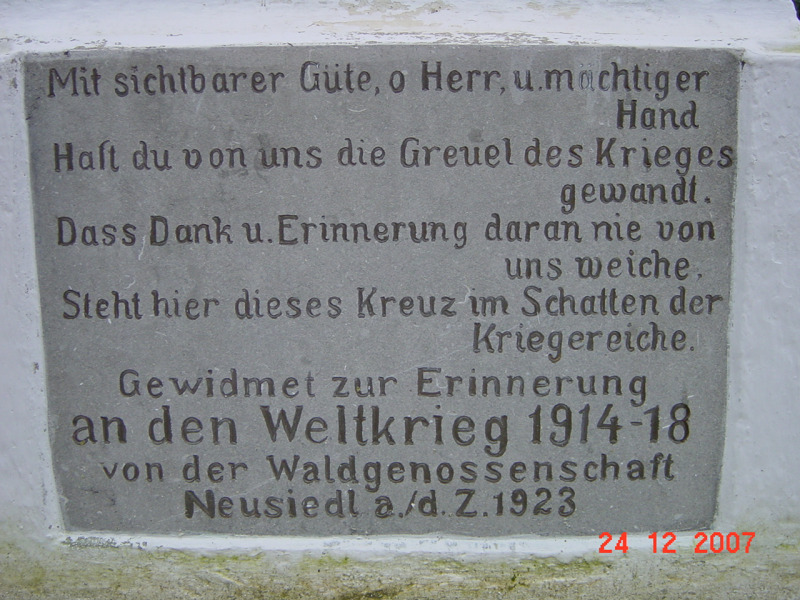 Mit sichtbarer Güte, o Herr, u. mächtiger
Hand
Hast du von uns die Greuel des Krieges
gewandt.
Dass Dank u. Erinnerung daran nie von
uns weiche.
Steht hier dieses Kreuz im Schatten der
Kriegereiche.
Gewidmet zur Erinnerung
an den Weltkrieg 1914-18
von der Waldgenossenschaft
Neusiedl a./d. Z. 1923
24 12 2007